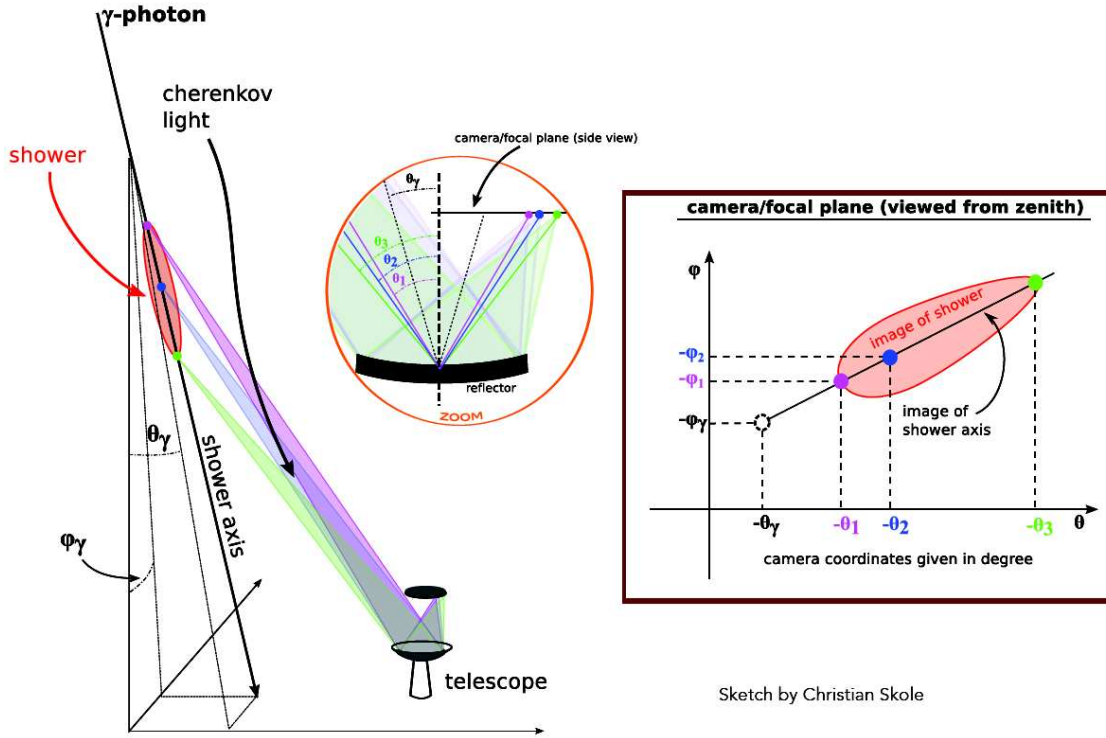 γ-photon
cherenkov
light
shower
θγ
φγ
shower axis
telescope
camera/focal plane (side view)
θγ
θ3
θ2
θ1
reflector
ZOOM
camera/focal plane (viewed from zenith)
φ
image of shower
-φ2
-φ1
-φγ
image of
shower axis
-θγ
-θ1
-θ2
-θ3
θ
camera coordinates given in degree
Sketch by Christian Skole